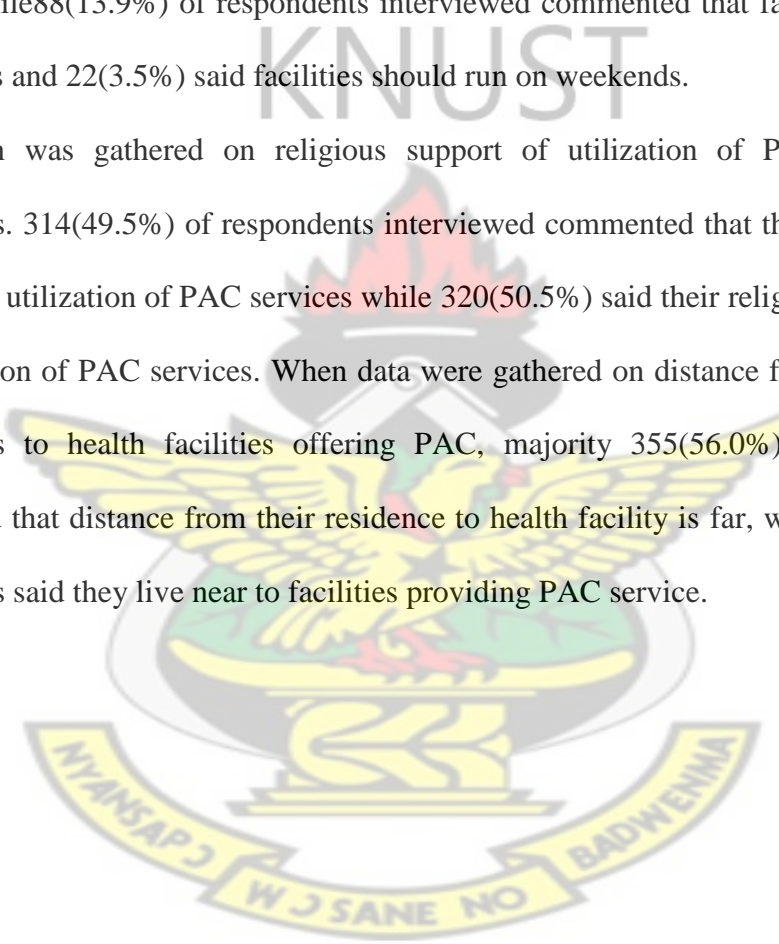 ile88(13.9%) of respondents interviewed commented that fa
KNUST
s and 22(3.5%) said facilities should run on weekends.
n was gathered on religious support of utilization of P
s. 314(49.5%) of respondents interviewed commented that th
utilization of PAC services while 320(50.5%) said their relig
ion of PAC services. When data were gathered on distance f
s to health facilities offering PAC, majority 355(56.0%)
l that distance from their residence to health facility is far, w
s said they live near to facilities providing PAC service.
NYANSAPƆ WƆSANE NO BADWENMA